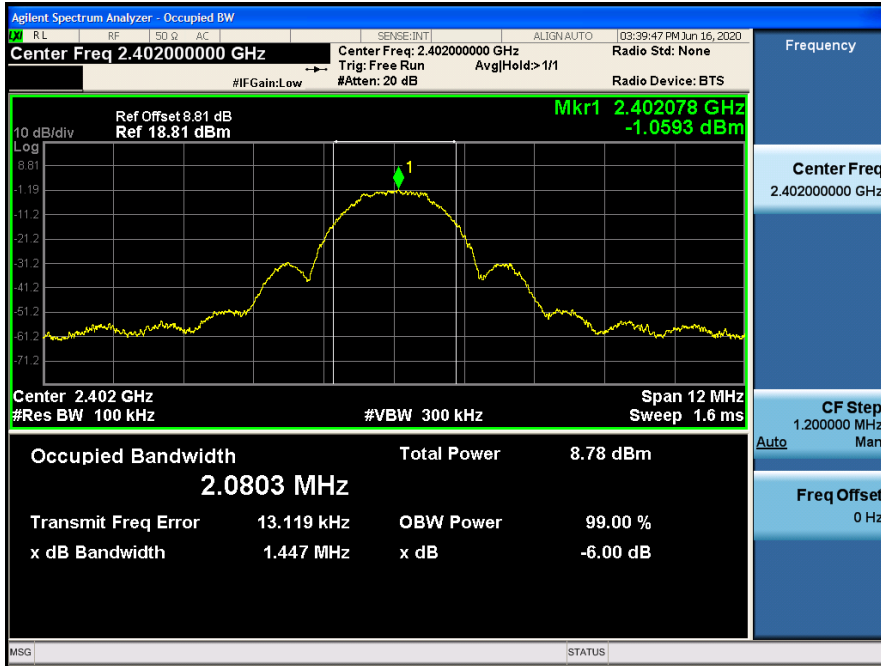 Agilent Spectrum Analyzer - Occupied BW
LXI RL RF 50 Ω AC SENSE:INT ALIGN AUTO 03:39:47 PM Jun 16, 2020
Center Freq 2.402000000 GHz
Center Freq: 2.402000000 GHz
Radio Std: None
Trig: Free Run Avg|Hold:>1/1
#IFGain:Low
#Atten: 20 dB
Radio Device: BTS
Ref Offset 8.81 dB
10 dB/div Ref 18.81 dBm
Log
Mkr1 2.402078 GHz
-1.0593 dBm
8.81
-1.19
-11.2
-21.2
-31.2
-41.2
-51.2
-61.2
-71.2
1
Center 2.402 GHz
Span 12 MHz
#Res BW 100 kHz
#VBW 300 kHz
Sweep 1.6 ms
Occupied Bandwidth
2.0803 MHz
Total Power 8.78 dBm
Transmit Freq Error 13.119 kHz
OBW Power 99.00 %
x dB Bandwidth 1.447 MHz
x dB -6.00 dB
Frequency
Center Freq
2.402000000 GHz
CF Step
1.200000 MHz
Auto Man
Freq Offset
0 Hz
MSG
STATUS